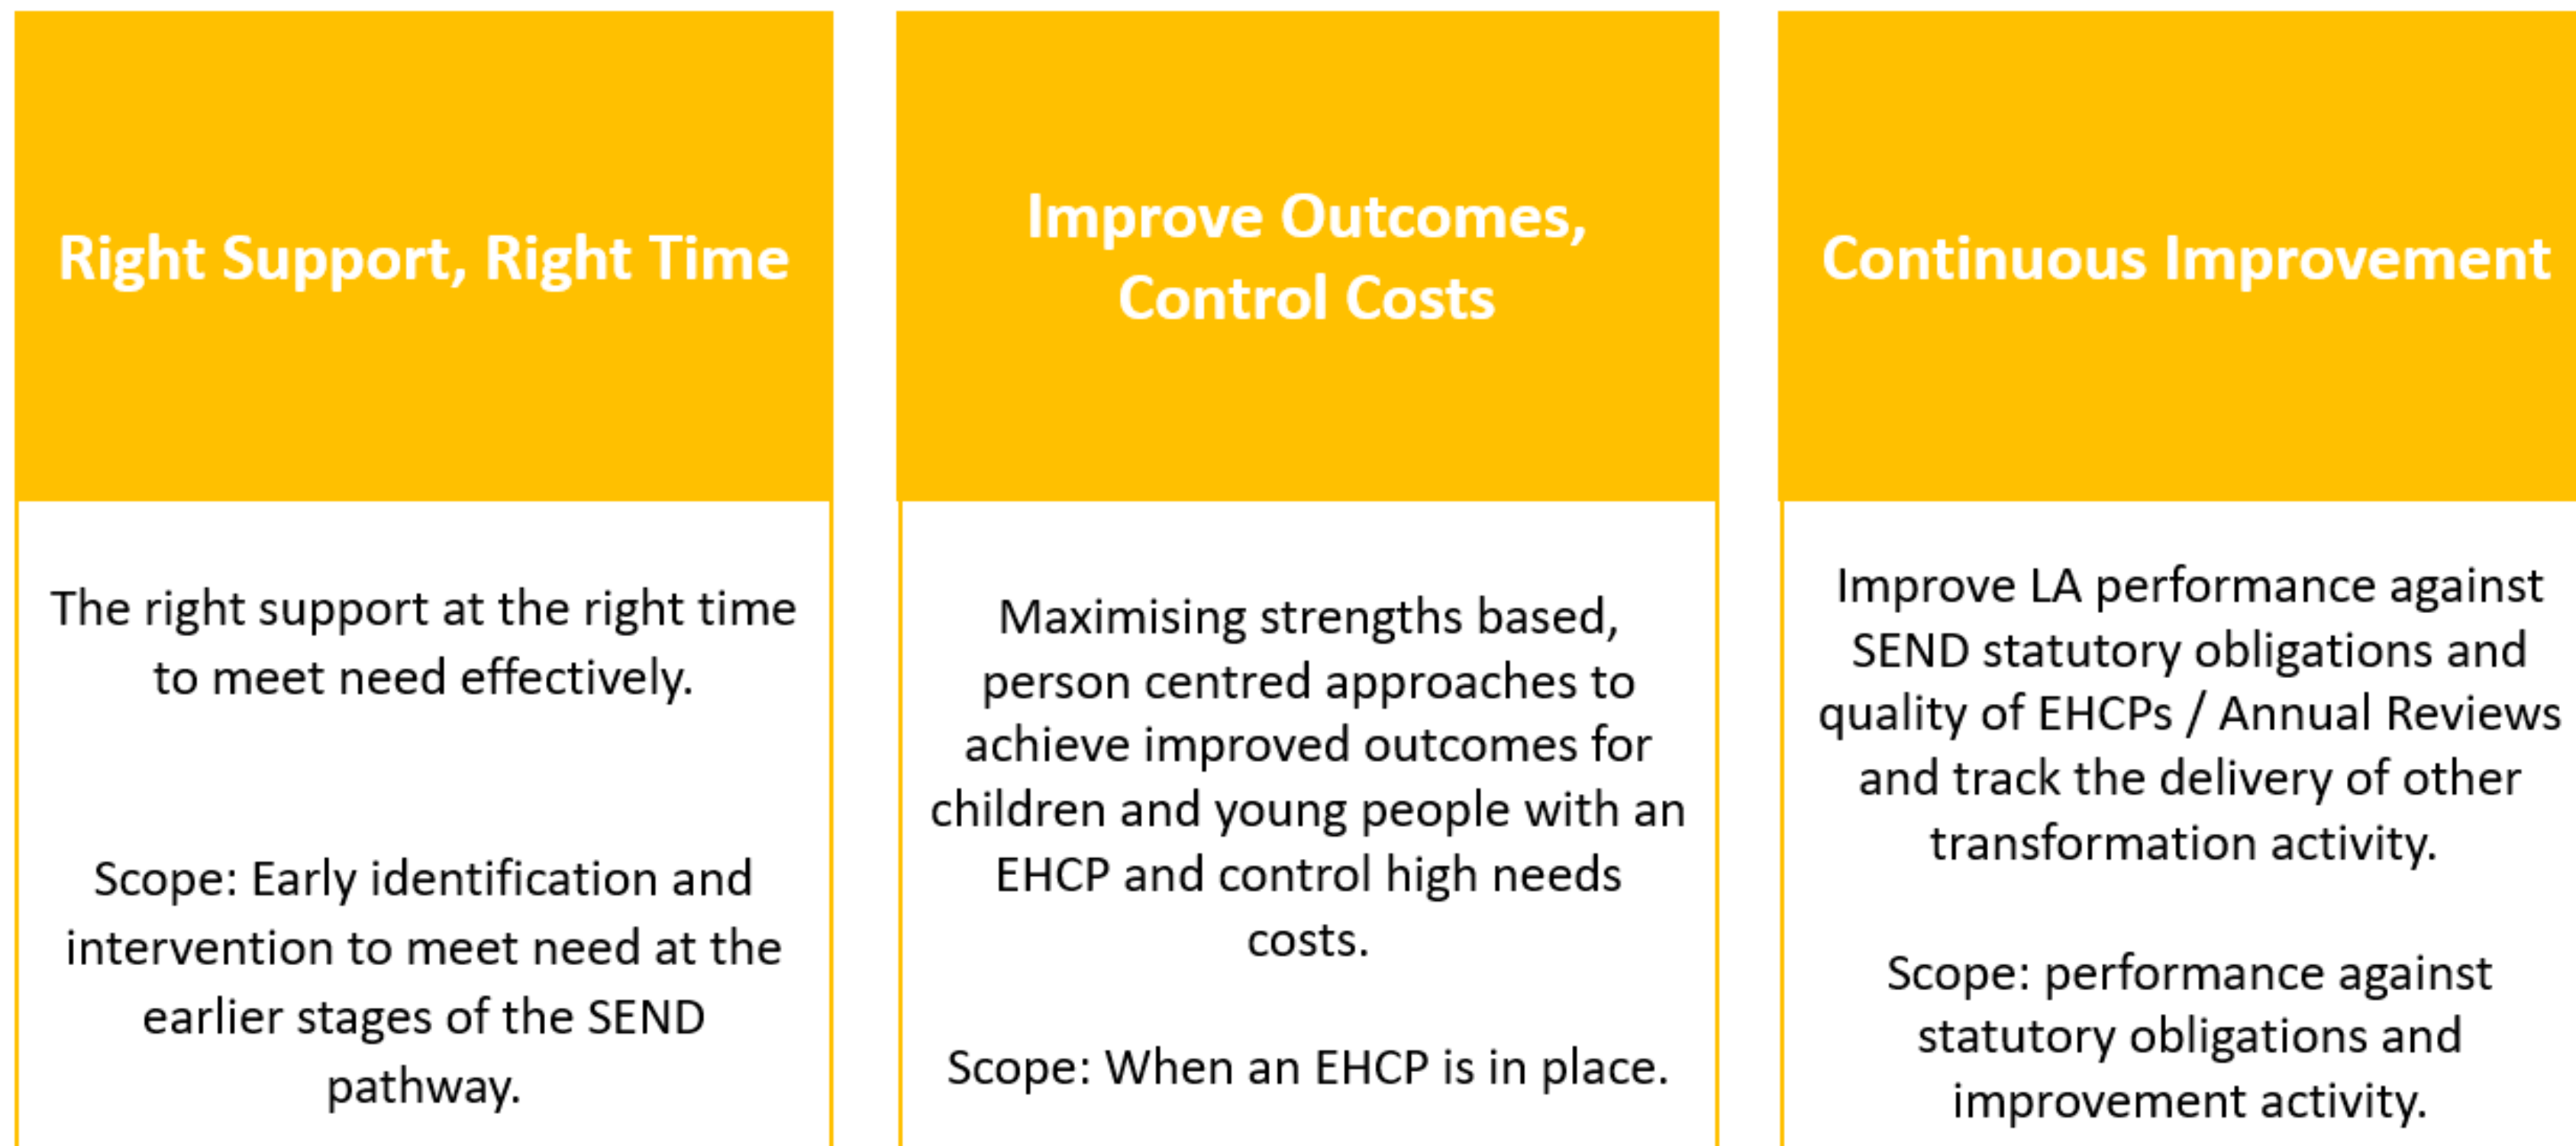 Right Support, Right Time
The right support at the right time
to meet need effectively.
Scope: Early identification and
intervention to meet need at the
earlier stages of the SEND
pathway.
Improve Outcomes,
Control Costs
Maximising strengths based,
person centred approaches to
achieve improved outcomes for
children and young people with an
EHCP and control high needs
costs.
Scope: When an EHCP is in place.
Continuous Improvement
Improve LA performance against
SEND statutory obligations and
quality of EHCPs / Annual Reviews
and track the delivery of other
transformation activity.
Scope: performance against
statutory obligations and
improvement activity.